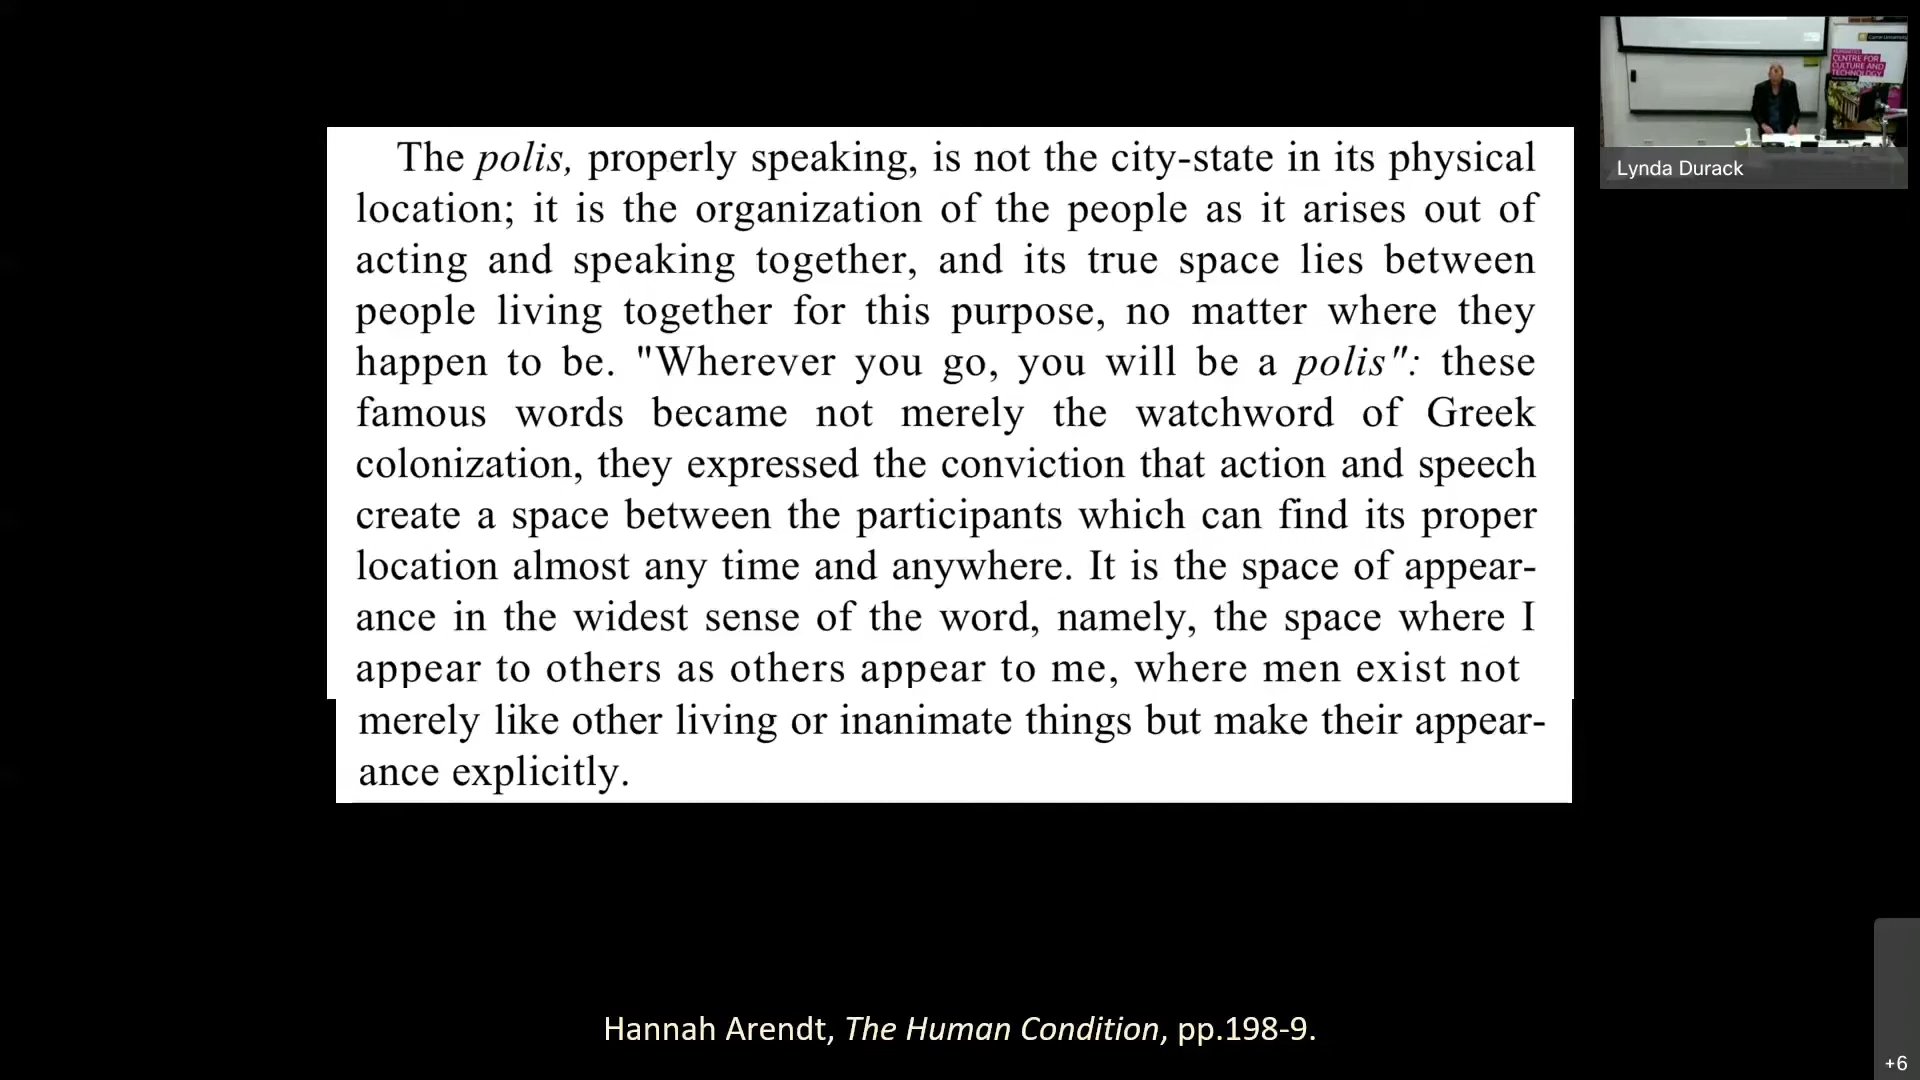 The polis, properly speaking, is not the city-state in its physical
location; it is the organization of the people as it arises out of
acting and speaking together, and its true space lies between
people living together for this purpose, no matter where they
happen to be. "Wherever you go, you will be a polis": these
famous words became not merely the watchword of Greek
colonization, they expressed the conviction that action and speech
create a space between the participants which can find its proper
location almost any time and anywhere. It is the space of appear-
ance in the widest sense of the word, namely, the space where I
appear to others as others appear to me, where men exist not
merely like other living or inanimate things but make their appear-
ance explicitly.
Hannah Arendt, The Human Condition, pp.198-9.
CENTRE FOR
CULTURE AND
TECHNOLOGY
Lynda Durack
+6